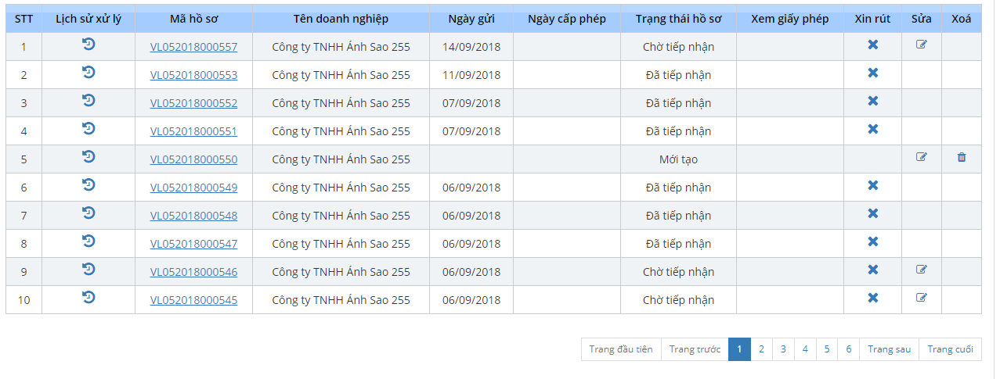 STT Lịch sử xử lý Mã hồ sơ Tên doanh nghiệp Ngày gửi Ngày cấp phép Trạng thái hồ sơ Xem giấy phép Xin rút Sửa Xoá
1 VL052018000557 Công ty TNHH Ánh Sao 255 14/09/2018 Chờ tiếp nhận
2 VL052018000553 Công ty TNHH Ánh Sao 255 11/09/2018 Đã tiếp nhận
3 VL052018000552 Công ty TNHH Ánh Sao 255 07/09/2018 Đã tiếp nhận
4 VL052018000551 Công ty TNHH Ánh Sao 255 07/09/2018 Đã tiếp nhận
5 VL052018000550 Công ty TNHH Ánh Sao 255 Mới tạo
6 VL052018000549 Công ty TNHH Ánh Sao 255 06/09/2018 Đã tiếp nhận
7 VL052018000548 Công ty TNHH Ánh Sao 255 06/09/2018 Đã tiếp nhận
8 VL052018000547 Công ty TNHH Ánh Sao 255 06/09/2018 Đã tiếp nhận
9 VL052018000546 Công ty TNHH Ánh Sao 255 06/09/2018 Chờ tiếp nhận
10 VL052018000545 Công ty TNHH Ánh Sao 255 06/09/2018 Chờ tiếp nhận
Trang đầu tiên Trang trước 1 2 3 4 5 6 Trang sau Trang cuối